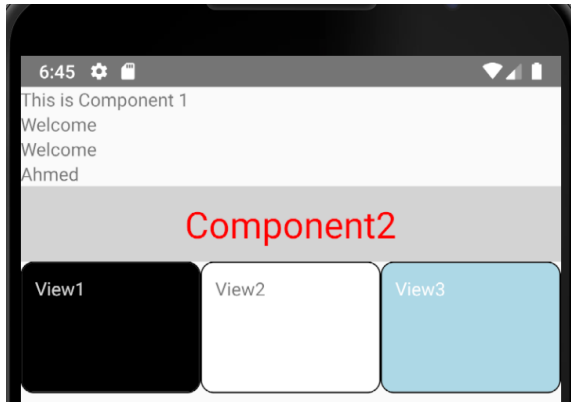 6:45
This is Component 1
Welcome
Welcome
Ahmed
Component2
View1 View2 View3